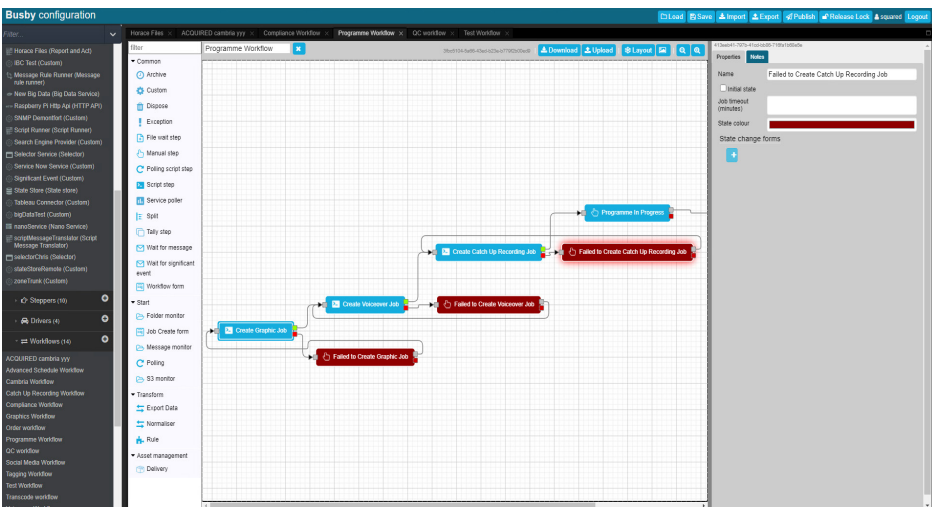 Busby configuration
Load Save Import Export Publish Release Lock squared Logout
Filter...
Horace Files (Report and Act)
IBC Test (Custom)
Message Rule Runner (Message rule runner)
New Big Data (Big Data Service)
Raspberry Pi Http Api (HTTP API)
SNMP Demontfort (Custom)
Script Runner (Script Runner)
Search Engine Provider (Custom)
Selector Service (Selector)
Service Now Service (Custom)
Significant Event (Custom)
State Store (State store)
Tableau Connector (Custom)
bigDataTest (Custom)
nanoService (Nano Service)
scriptMessageTranslator (Script Message Translator)
selectorChris (Selector)
stateStoreRemote (Custom)
zoneTrunk (Custom)
Steppers (10)
Drivers (4)
Workflows (14)
ACQUIRED cambria yyy
Advanced Schedule Workflow
Cambria Workflow
Catch Up Recording Workflow
Compliance Workflow
Graphics Workflow
Order workflow
Programme Workflow
QC workflow
Social Media Workflow
Tagging Workflow
Test Workflow
Transcode workflow
Horace Files × ACQUIRED cambria yyy × Compliance Workflow × Programme Workflow × QC workflow × Test Workflow ×
filter
Common
Archive
Custom
Dispose
Exception
File wait step
Manual step
Polling script step
Script step
Service poller
Split
Tally step
Wait for message
Wait for significant event
Workflow form
Start
Folder monitor
Job Create form
Message monitor
Polling
S3 monitor
Transform
Export Data
Normaliser
Rule
Asset management
Delivery
Programme Workflow
Download Upload Layout
Programme In Progress
Create Catch Up Recording Job
Failed to Create Catch Up Recording Job
Create Voiceover Job
Failed to Create Voiceover Job
Create Graphic Job
Failed to Create Graphic Job
Properties Notes
Name Failed to Create Catch Up Recording Job
Initial state
Job timeout (minutes)
State colour
State change forms